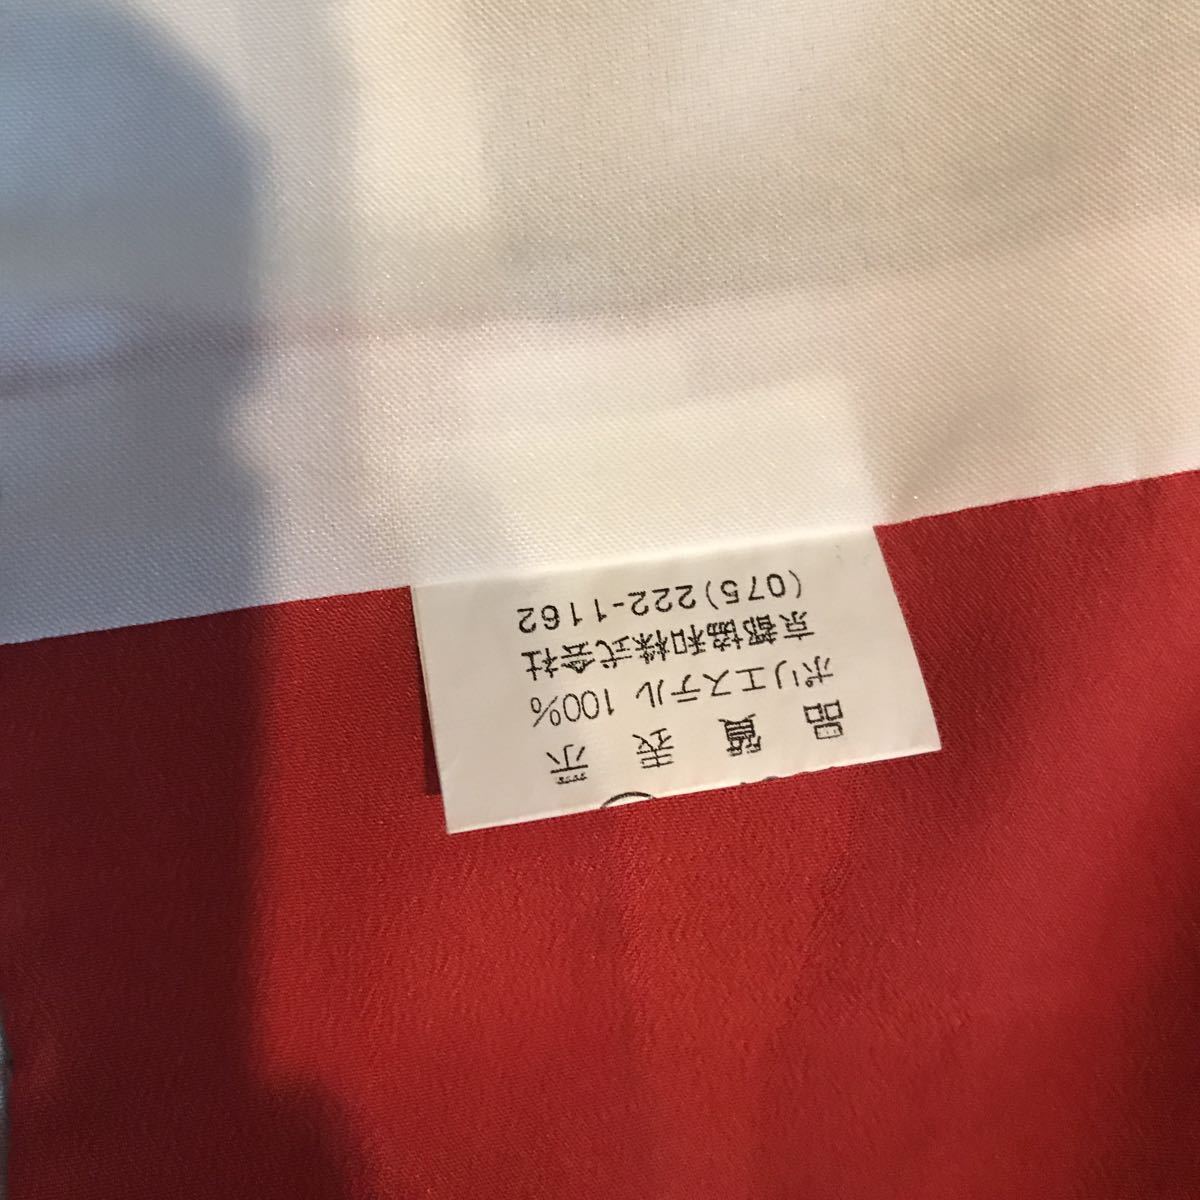 品質表示
ポリエステル 100%
京都協和株式会社
(075)222-1162